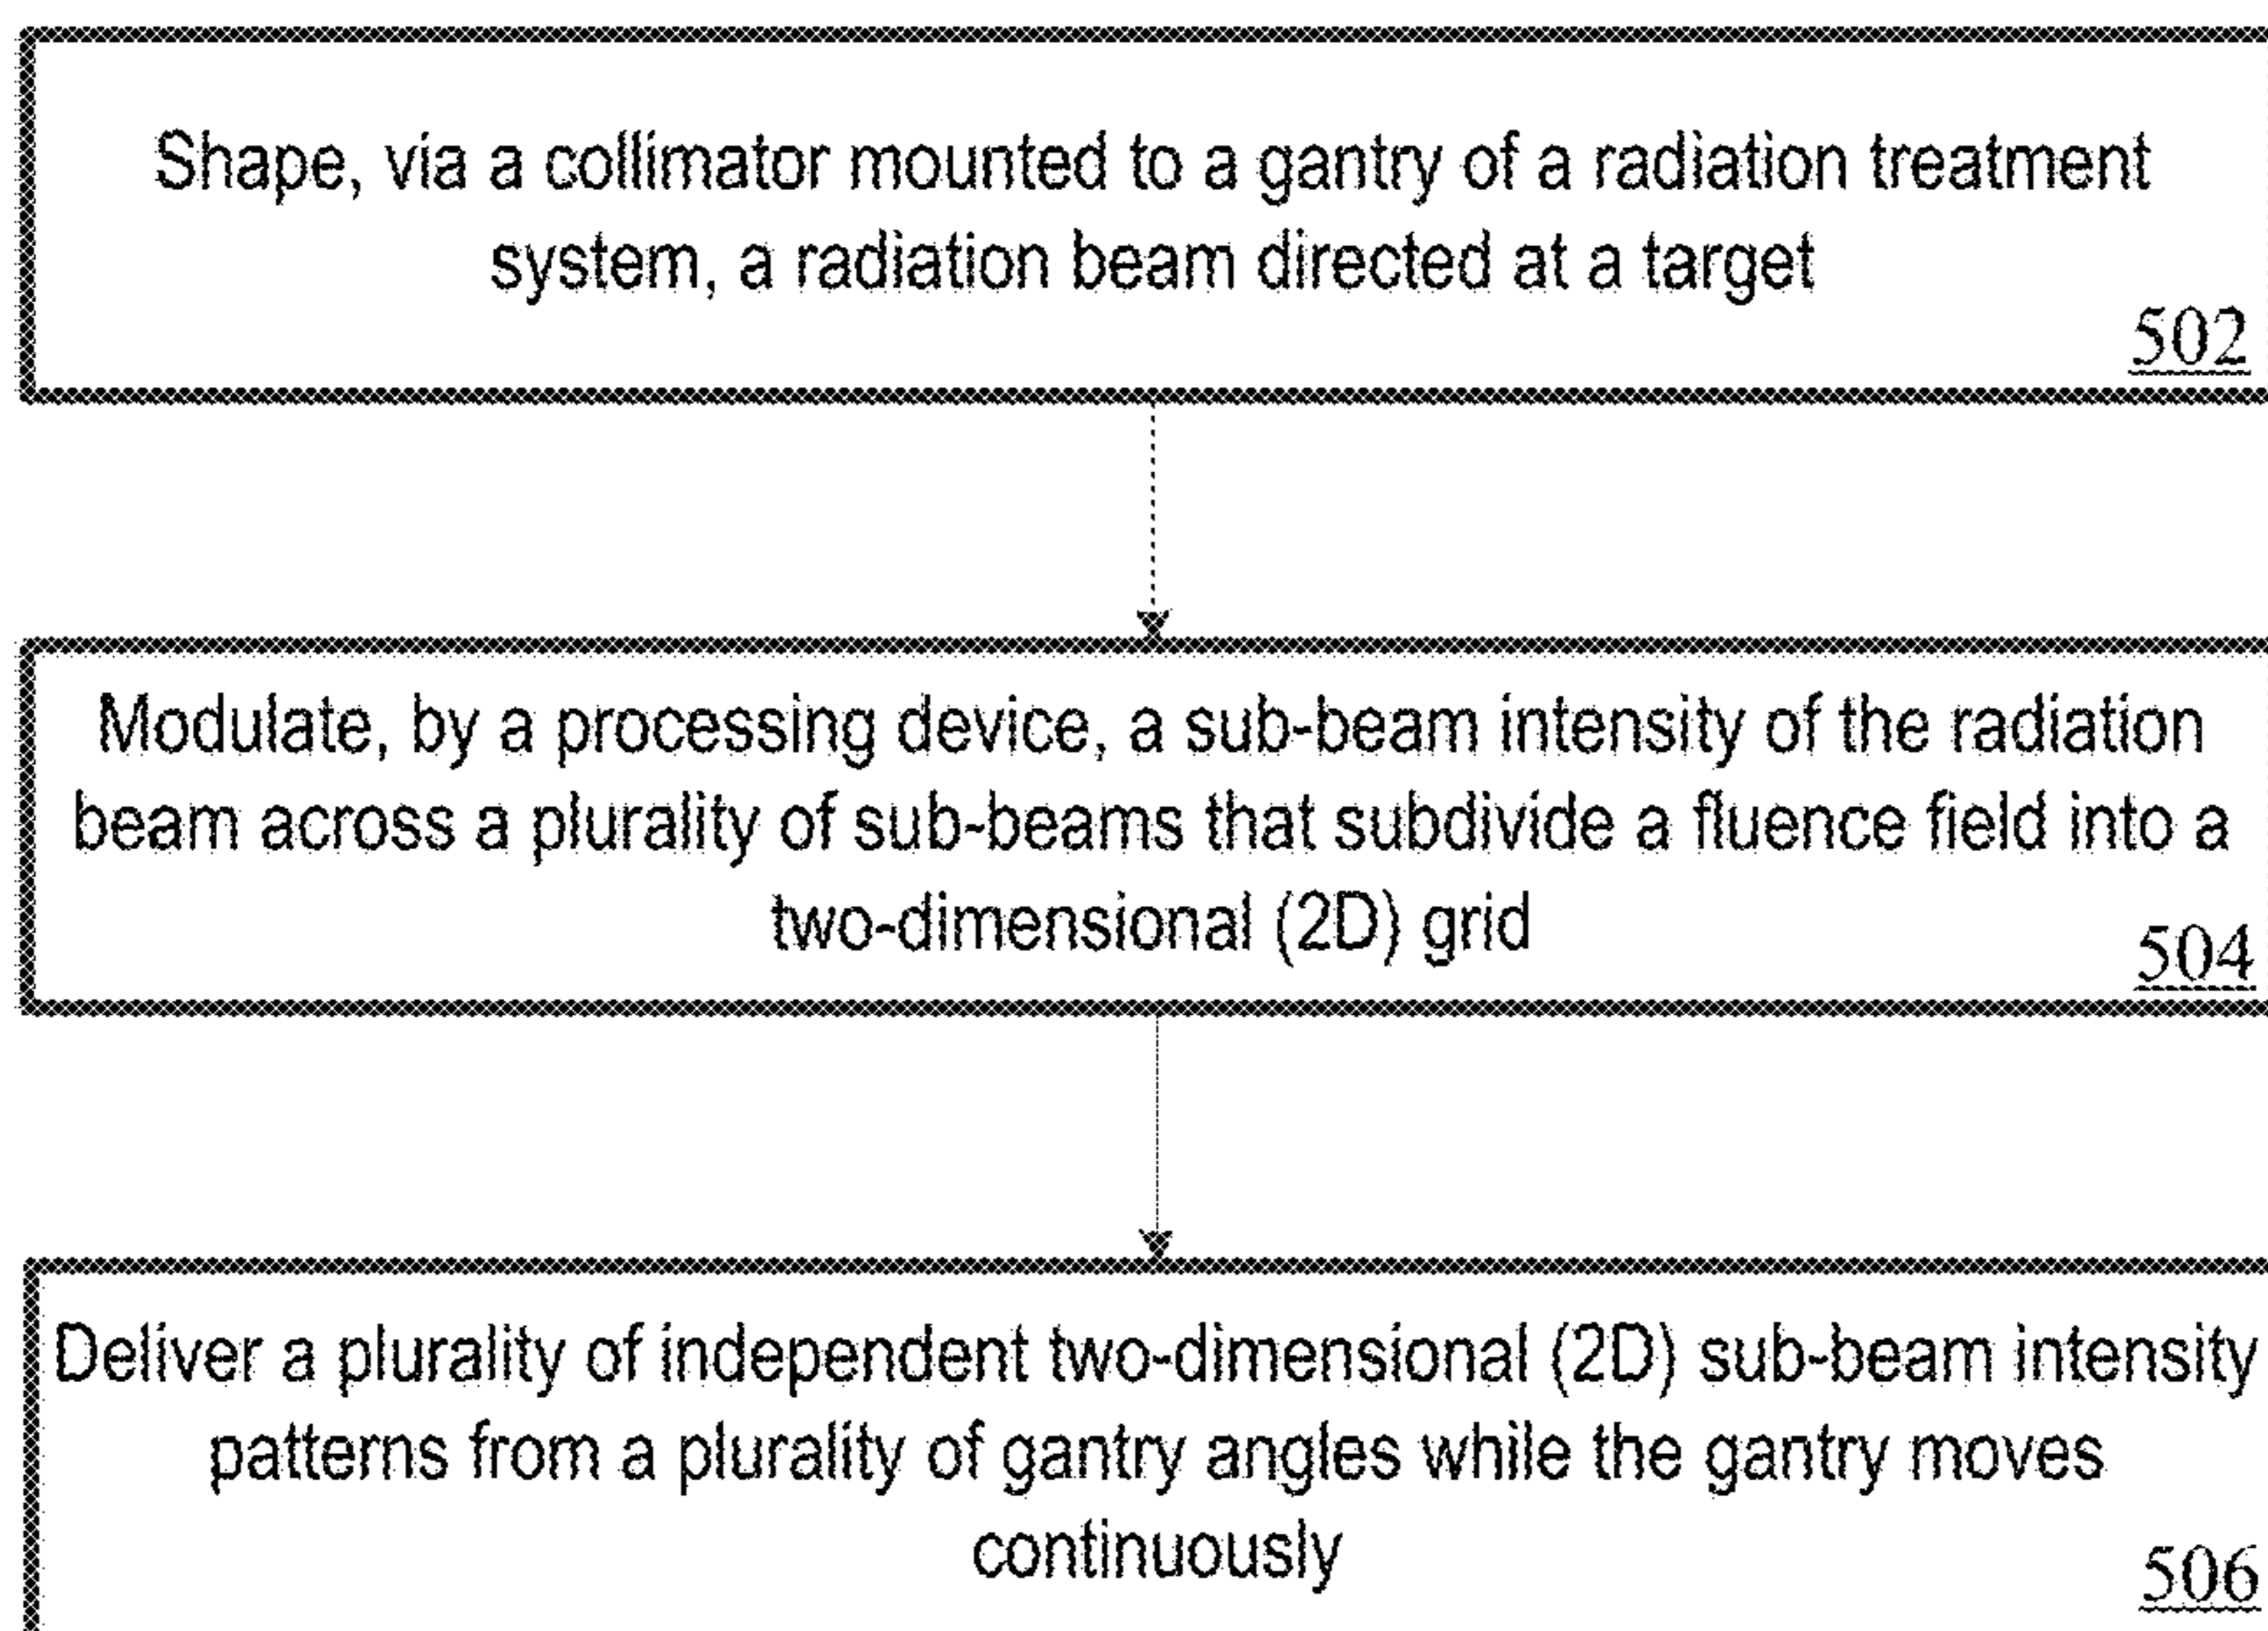 Shape, via a collimator mounted to a gantry of a radiation treatment
system, a radiation beam directed at a target
502
Modulate, by a processing device, a sub-beam intensity of the radiation
beam across a plurality of sub-beams that subdivide a fluence field into a
two-dimensional (2D) grid
504
Deliver a plurality of independent two-dimensional (2D) sub-beam intensity
patterns from a plurality of gantry angles while the gantry moves
continuously
506